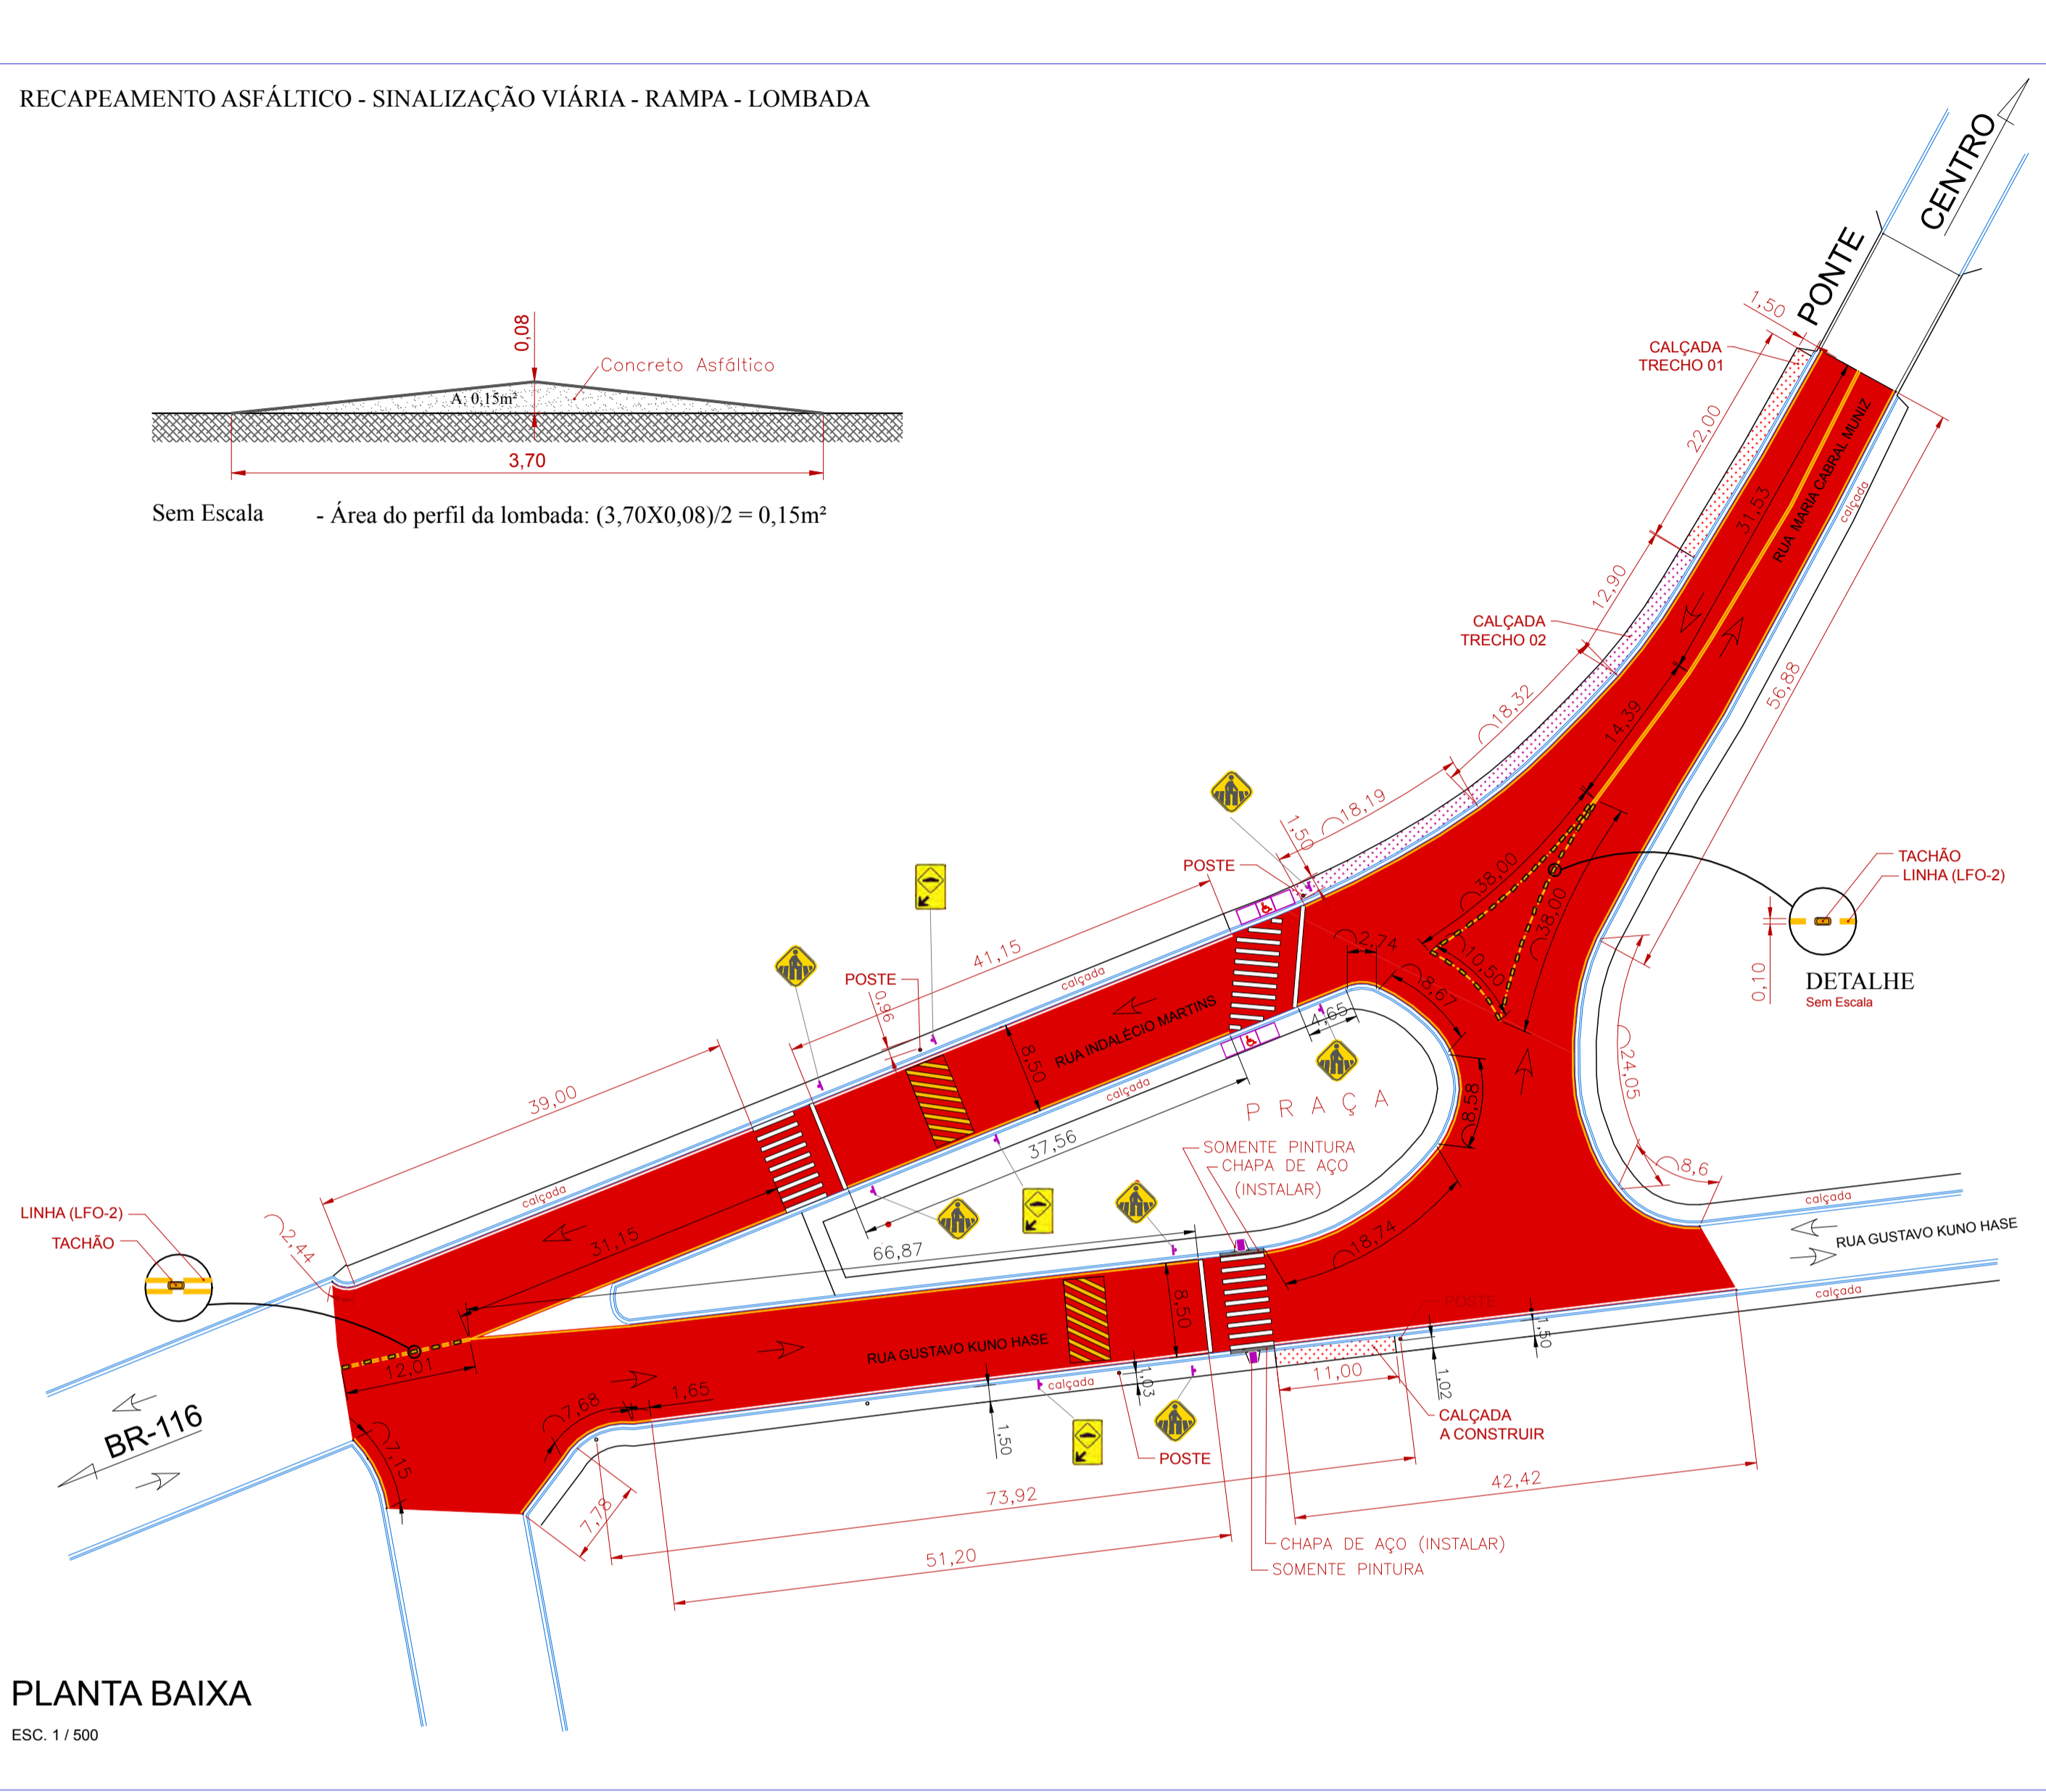 RECAPEAMENTO ASFÁLTICO - SINALIZAÇÃO VIÁRIA - RAMPA - LOMBADA
CENTRO
PONTE
1,50
CALÇADA
TRECHO 01
0,08
Concreto Asfáltico
A: 0,15m²
3,70
Sem Escala
- Área do perfil da lombada: (3,70X0,08)/2 = 0,15m²
22,00
31,53
RUA MARIA CABRAL MUNIZ
calçada
12,90
CALÇADA
TRECHO 02
56,88
18,32
14,39
18,19
1,50
POSTE
38,00
38,00
TACHÃO
LINHA (LFO-2)
0,10
DETALHE
Sem Escala
41,15
calçada
POSTE
0,96
2,74
10,50
8,67
RUA INDALÉCIO MARTINS
8,50
4,65
24,05
39,00
calçada
37,56
PRAÇA
8,58
SOMENTE PINTURA
CHAPA DE AÇO
(INSTALAR)
8,6
calçada
RUA GUSTAVO KUNO HASE
calçada
LINHA (LFO-2)
TACHÃO
2,44
31,15
calçada
66,87
18,74
8,50
POSTE
1,50
RUA GUSTAVO KUNO HASE
12,01
1,65
7,68
calçada
1,03
11,00
1,02
1,50
CALÇADA
A CONSTRUIR
BR-116
7,15
POSTE
7,78
73,92
42,42
51,20
CHAPA DE AÇO (INSTALAR)
SOMENTE PINTURA
PLANTA BAIXA
ESC. 1 / 500